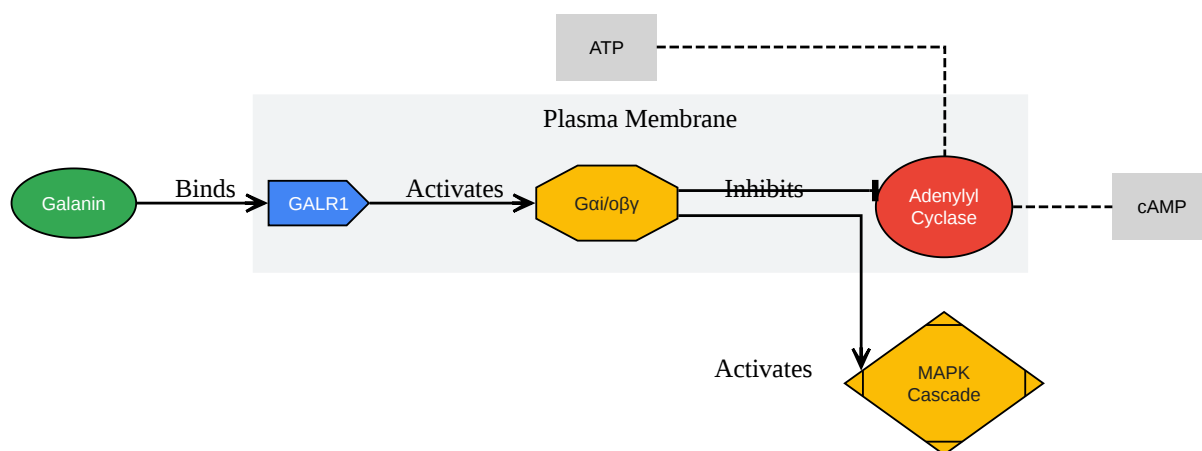 ATP
Plasma Membrane
Galanin
Binds
GALR1
Activates
Gαi/oβγ
Inhibits
Adenylyl
Cyclase
cAMP
Activates
MAPK
Cascade